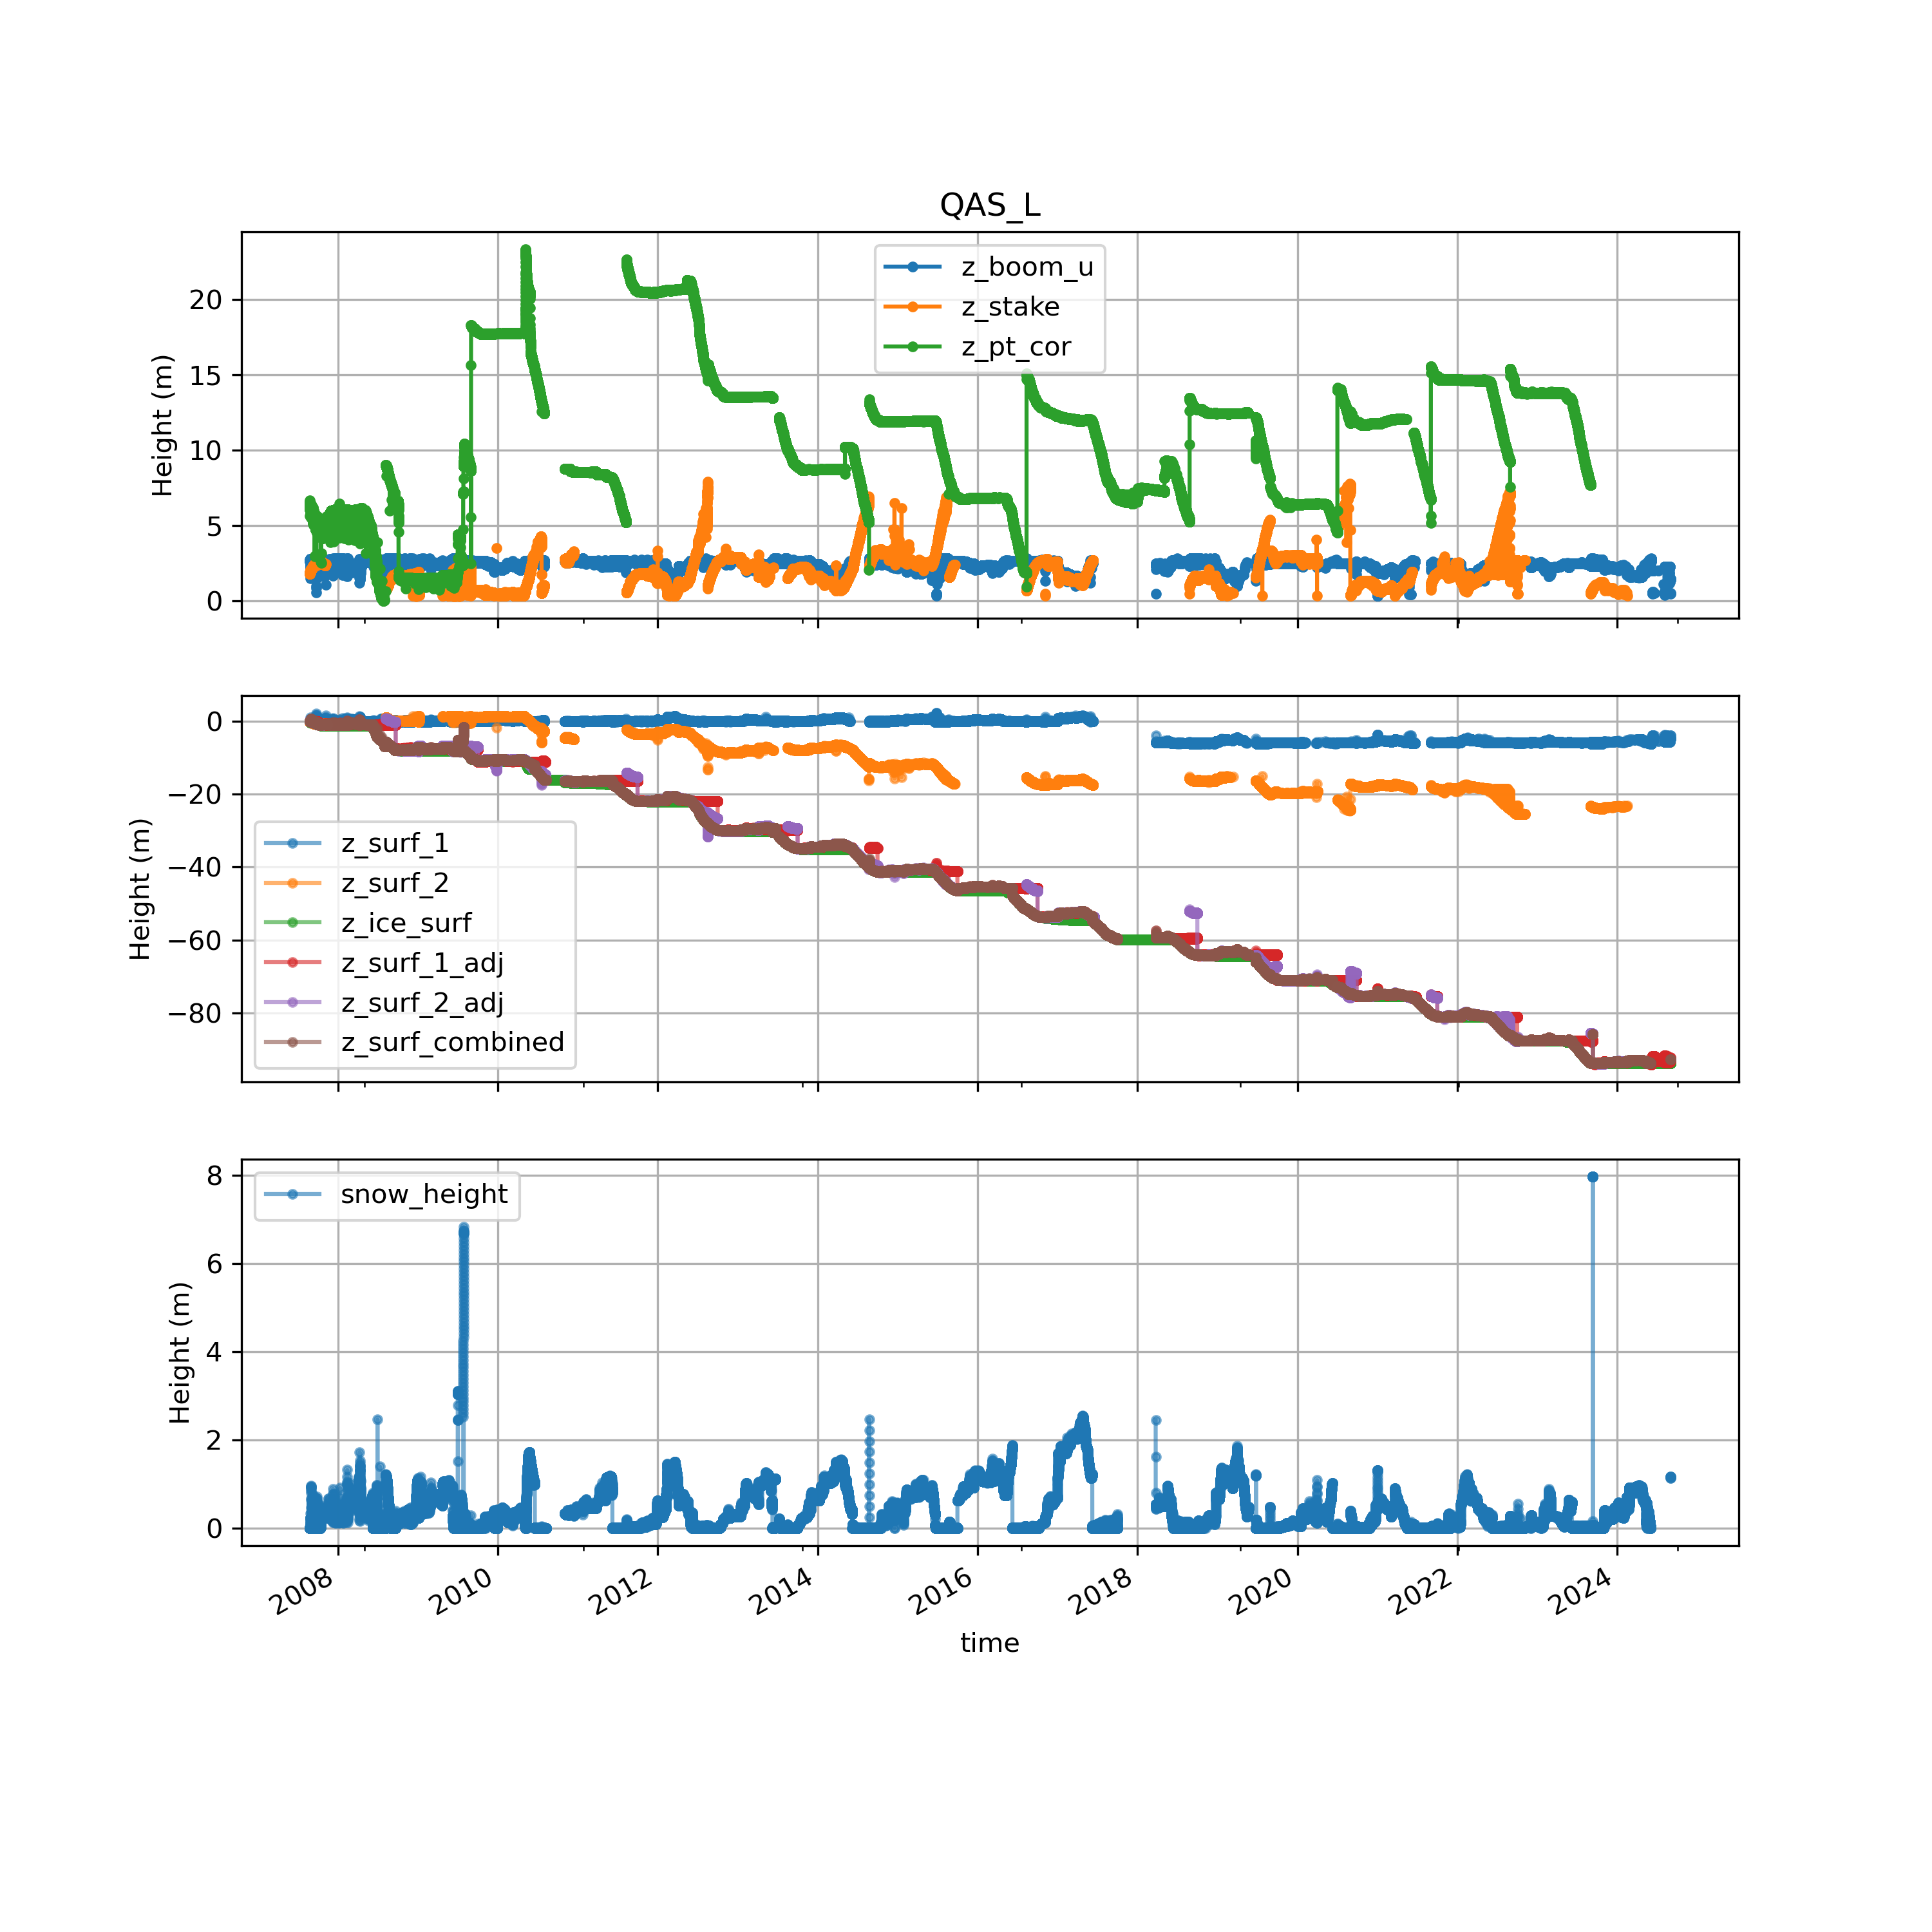 QAS_L
Height (m)
20
15
10
5
0
z_boom_u
z_stake
z_pt_cor
Height (m)
0
−20
−40
−60
−80
z_surf_1
z_surf_2
z_ice_surf
z_surf_1_adj
z_surf_2_adj
z_surf_combined
Height (m)
8
6
4
2
0
snow_height
2008 2010 2012 2014 2016 2018 2020 2022 2024
time